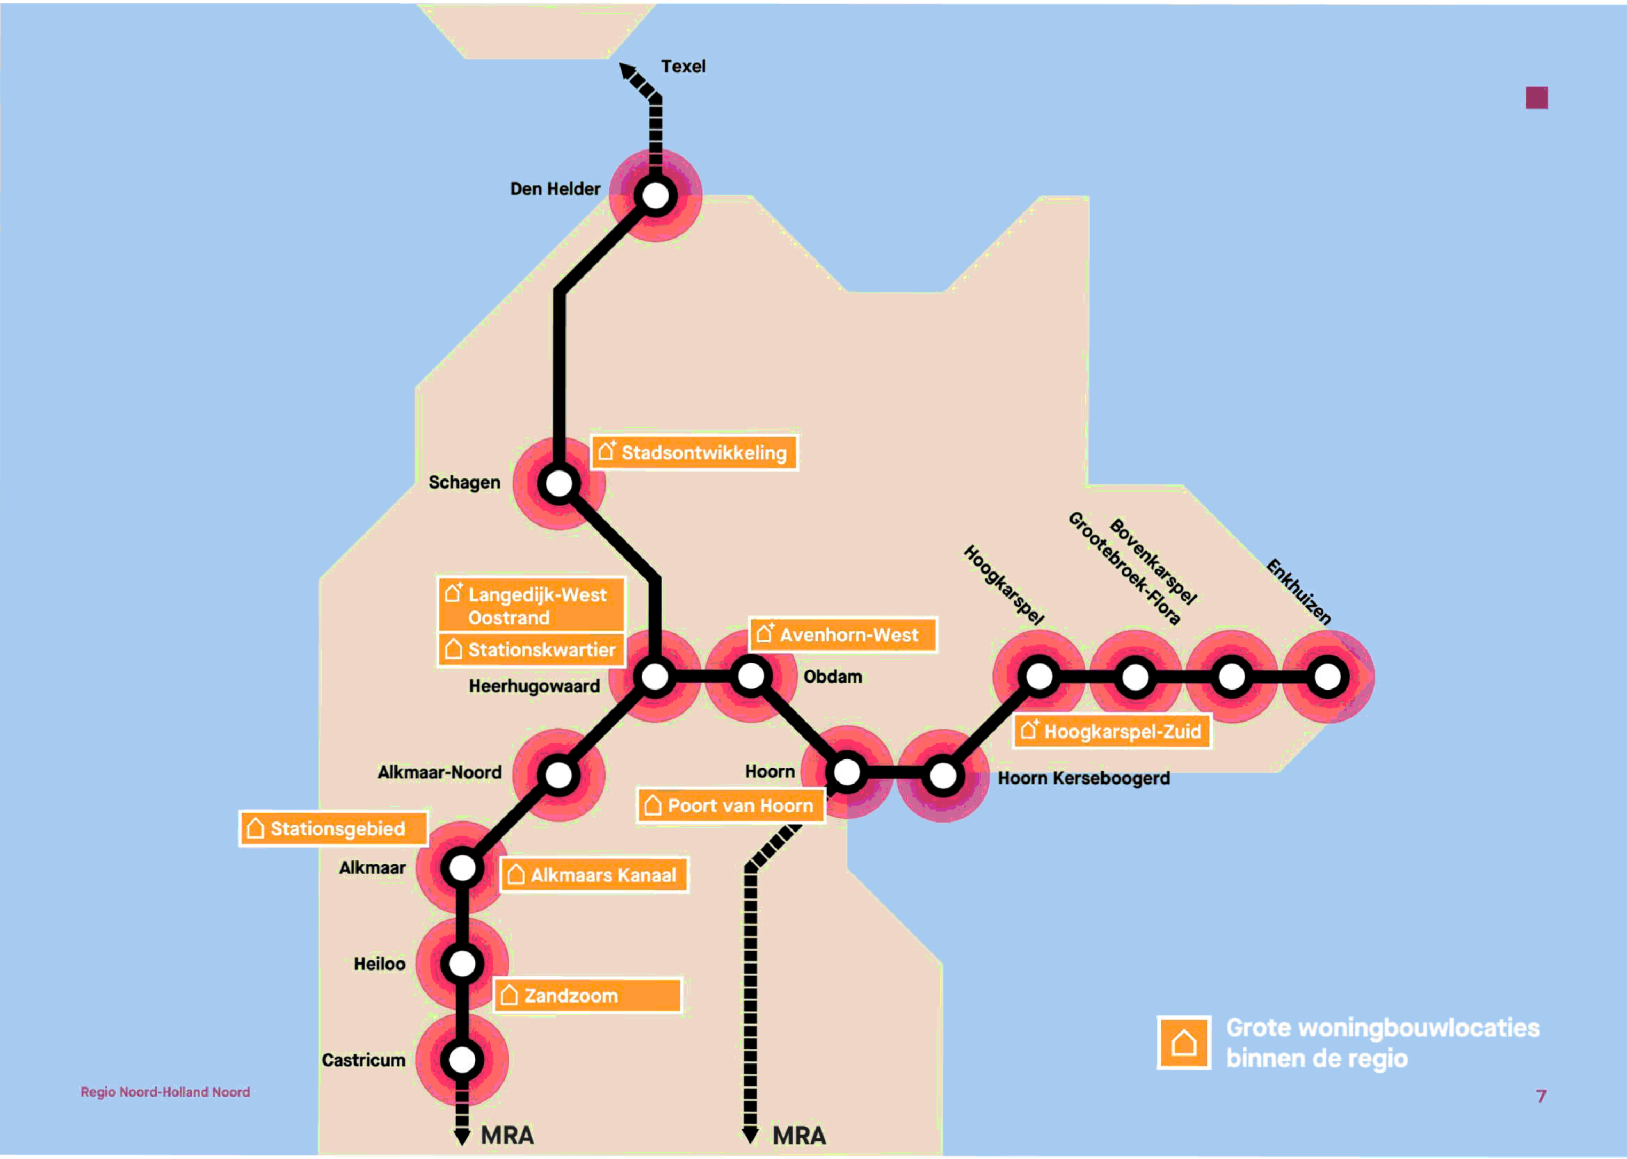 Texel
Den Helder
Stadsontwikkeling
Schagen
Langedijk-West
Oostrand
Stationskwartier
Heerhugowaard
Avenhorn-West
Obdam
Hoogkarspel
Bovenkarspel
Grootebroek-Flora
Enkhuizen
Hoogkarspel-Zuid
Alkmaar-Noord
Hoorn
Hoorn Kerseboogerd
Poort van Hoorn
Stationsgebied
Alkmaar
Alkmaars Kanaal
Heiloo
Zandzoom
Castricum
MRA
MRA
Grote woningbouwlocaties
binnen de regio
Regio Noord-Holland Noord
7